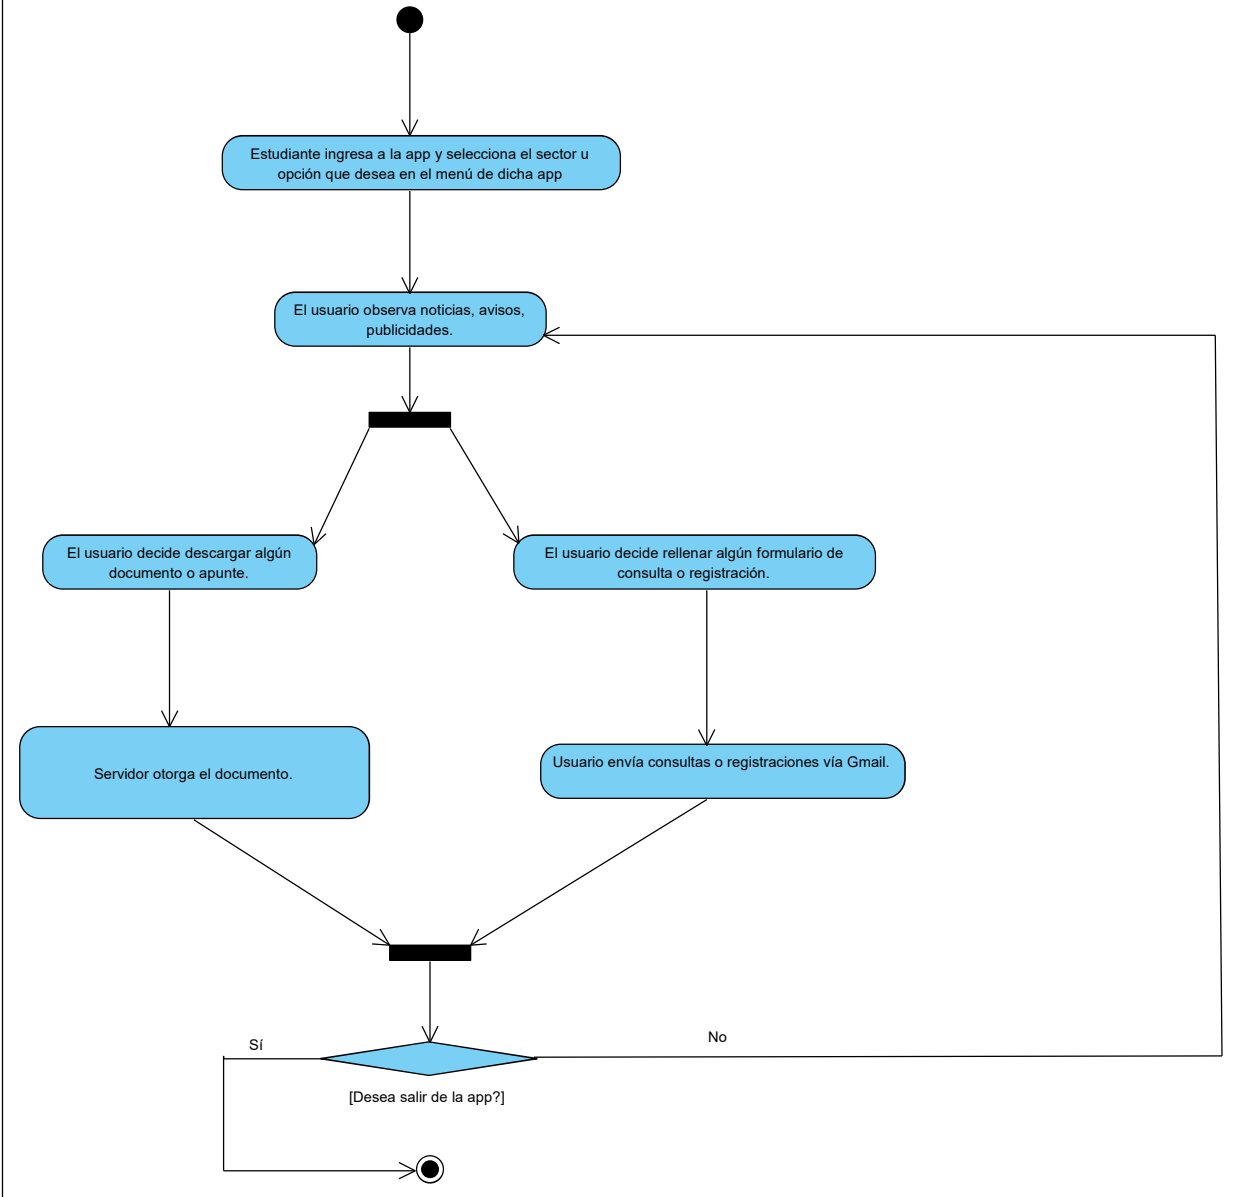 Estudiante ingresa a la app y selecciona el sector u
opción que desea en el menú de dicha app
El usuario observa noticias, avisos,
publicidades.
El usuario decide descargar algún
documento o apunte.
El usuario decide rellenar algún formulario de
consulta o registración.
Servidor otorga el documento.
Usuario envía consultas o registraciones vía Gmail.
Sí
No
[Desea salir de la app?]